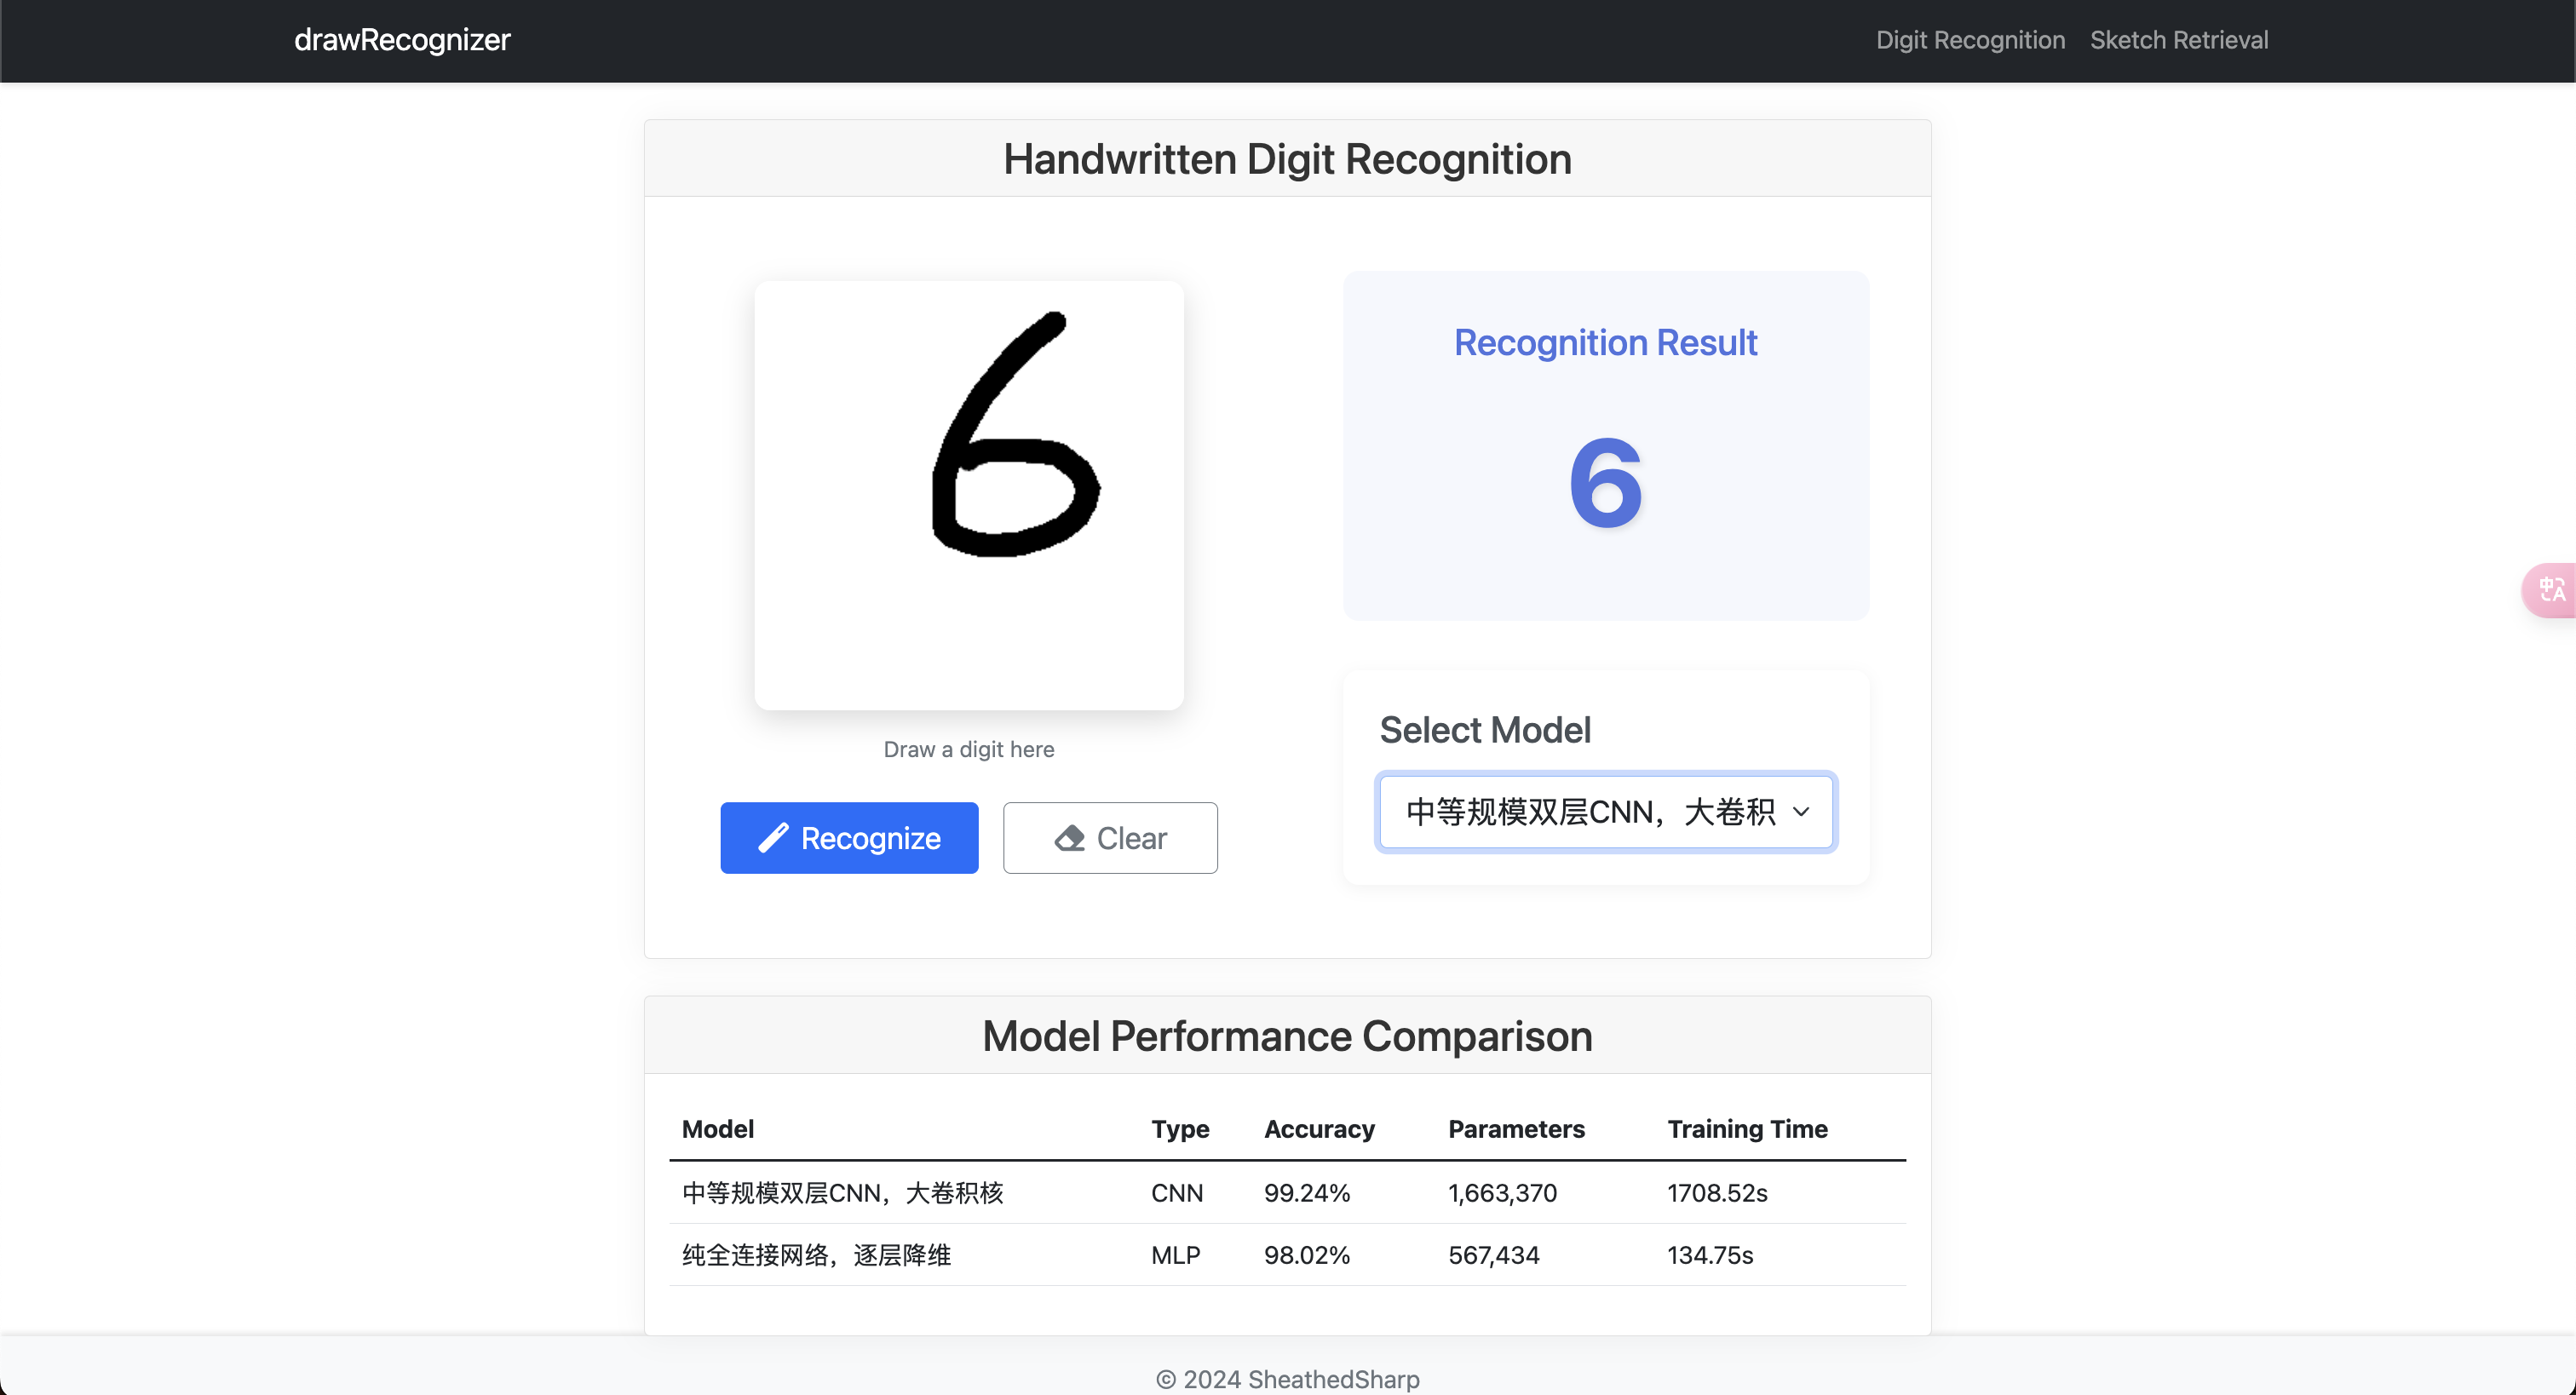 drawRecognizer Digit Recognition Sketch Retrieval
Handwritten Digit Recognition
6
Draw a digit here
Recognize Clear
Recognition Result
6
Select Model
中等规模双层CNN，大卷积
Model Performance Comparison
Model Type Accuracy Parameters Training Time
中等规模双层CNN，大卷积核 CNN 99.24% 1,663,370 1708.52s
纯全连接网络，逐层降维 MLP 98.02% 567,434 134.75s
© 2024 SheathedSharp
中A